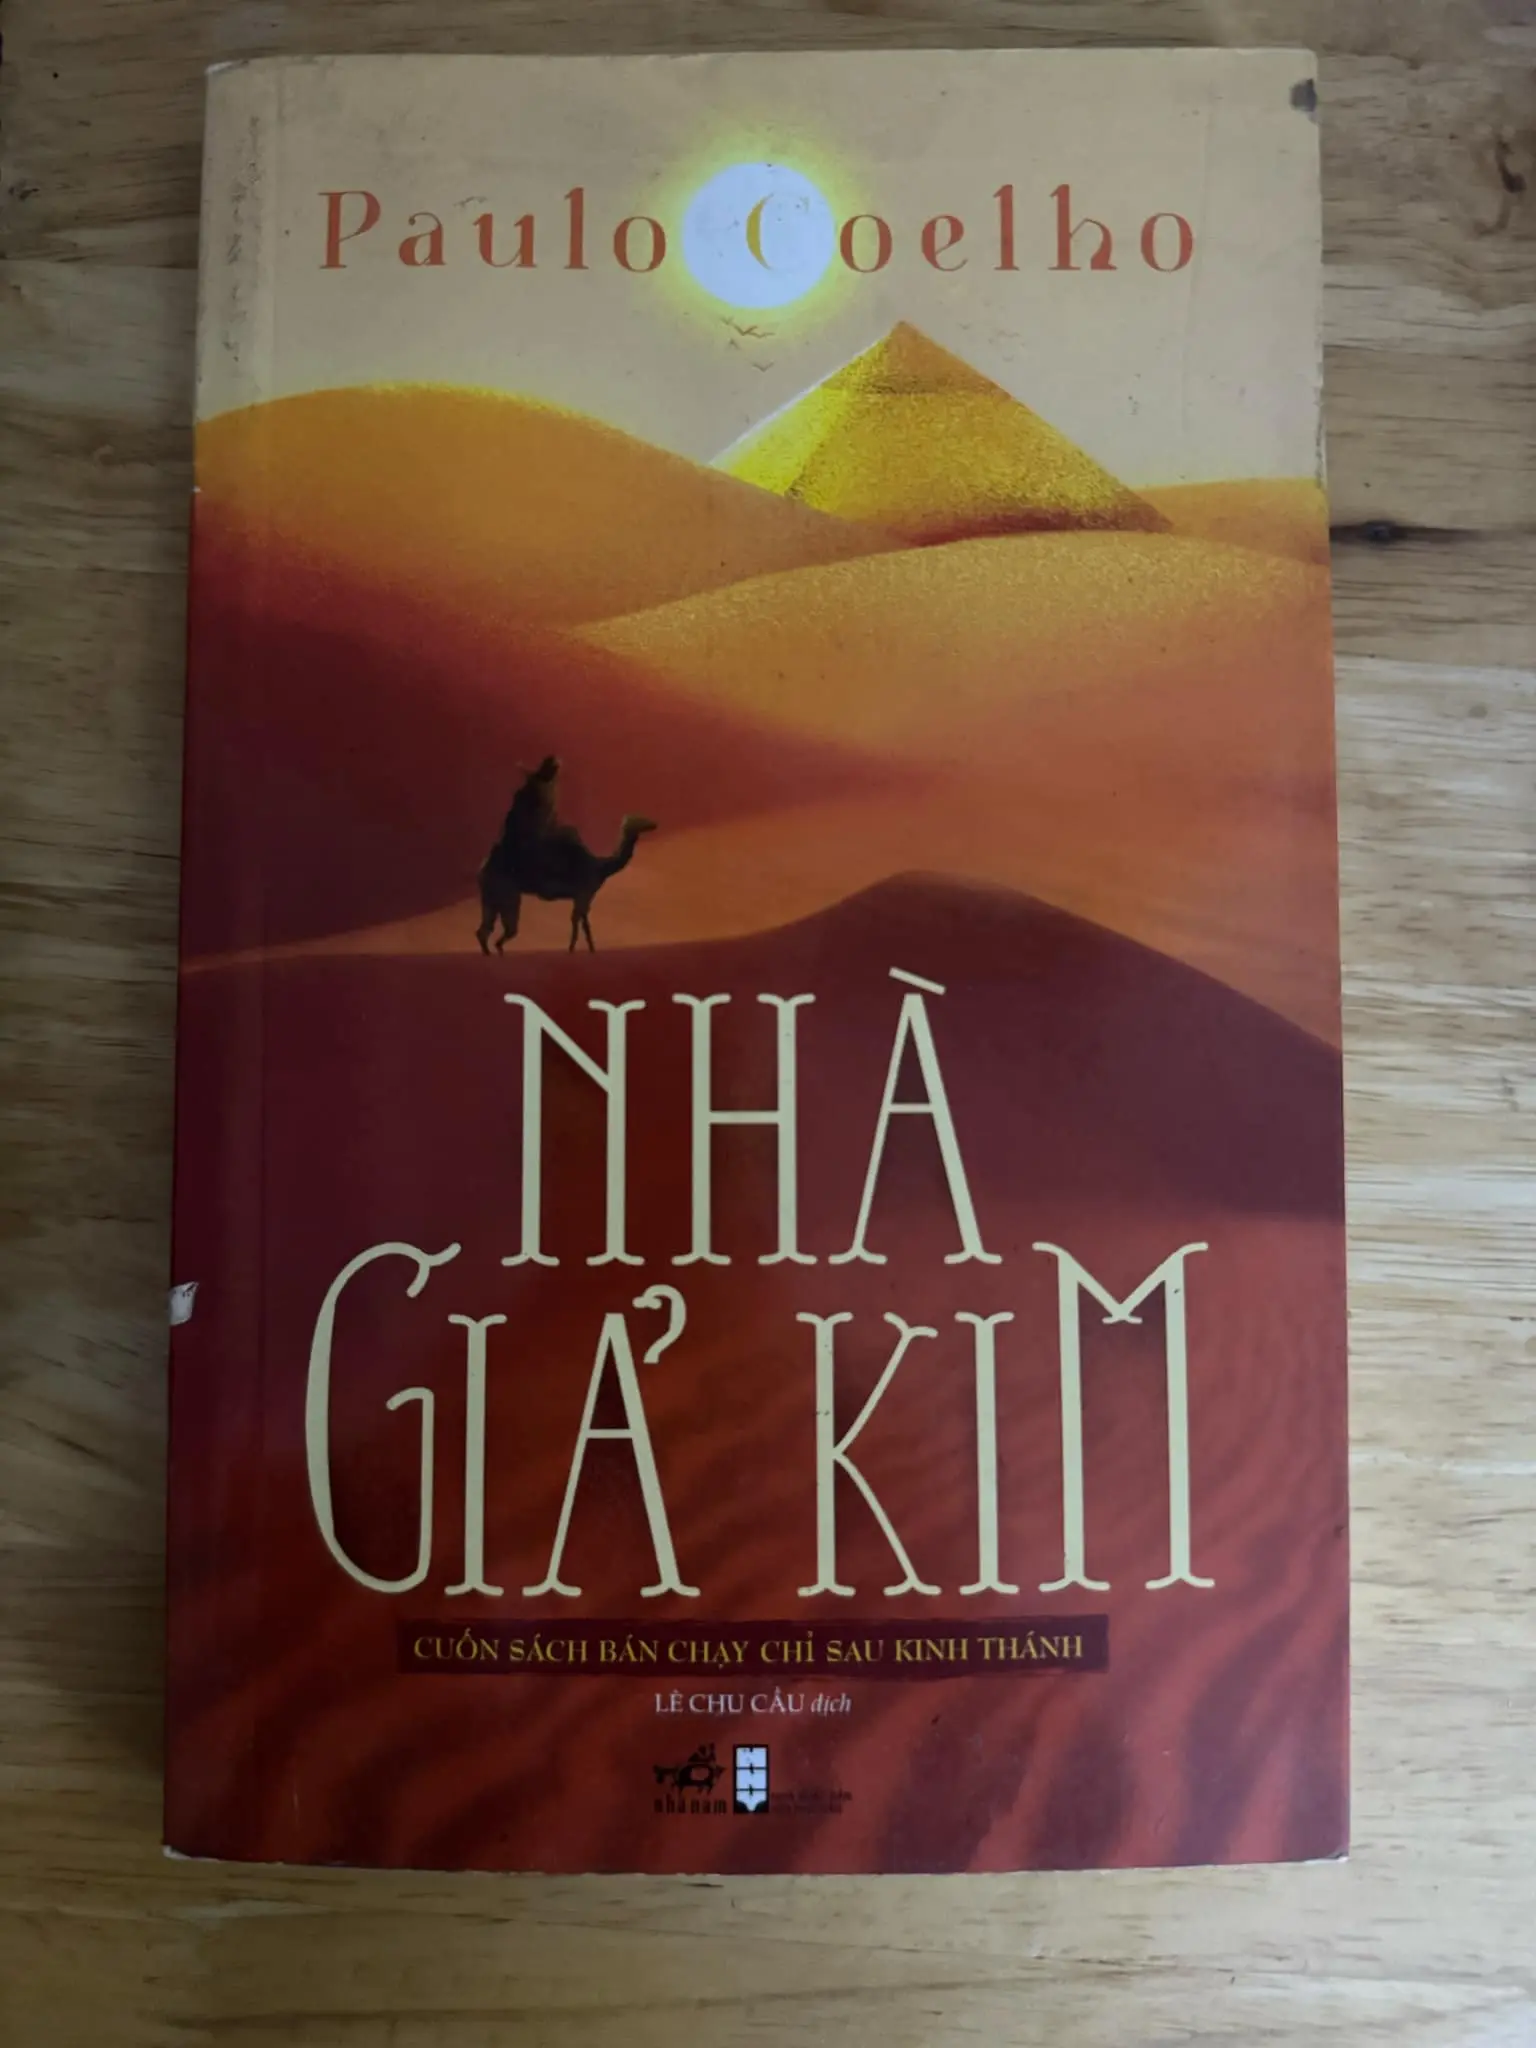 Paulo Coelho
NHÀ
GIẢ KIM
CUỐN SÁCH BÁN CHẠY CHỈ SAU KINH THÁNH
LÊ CHU CẦU dịch
nhã nam